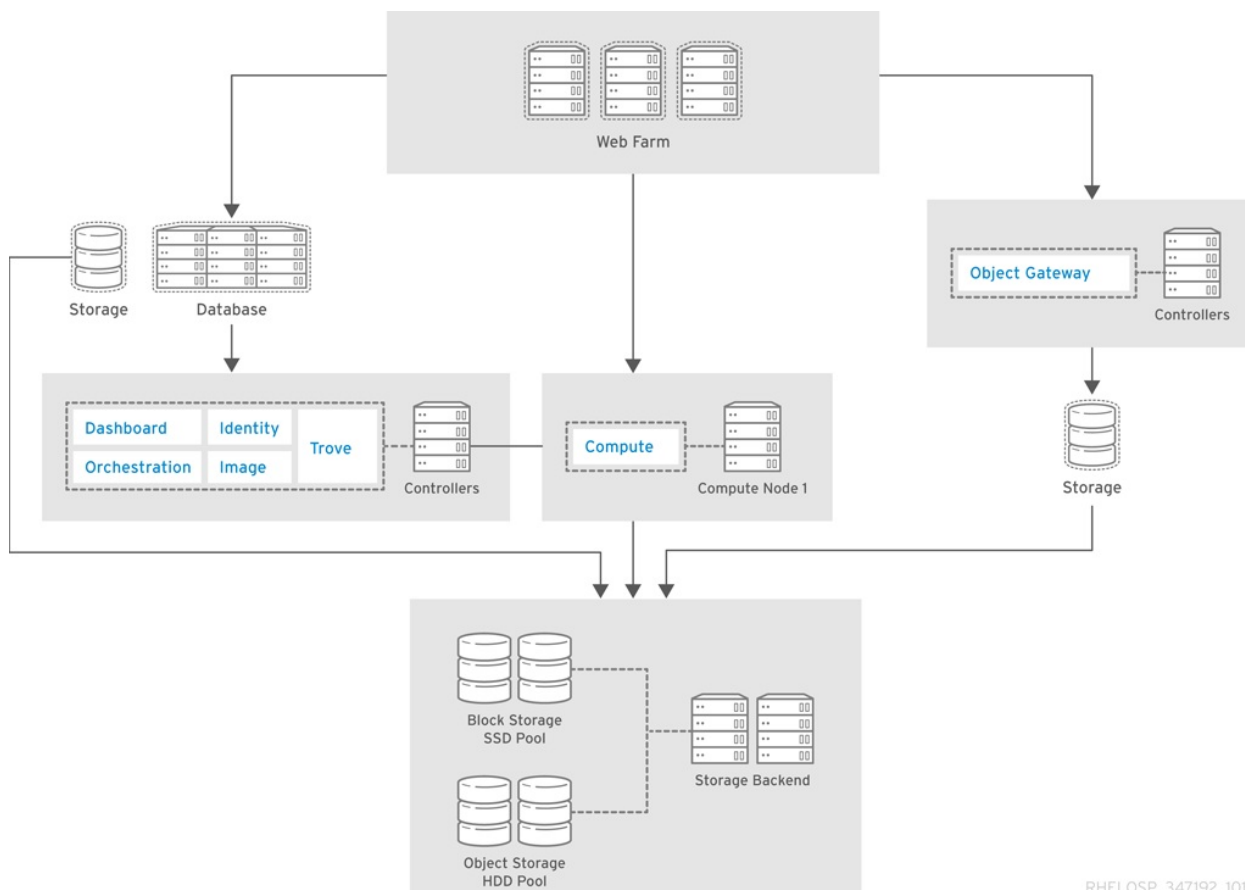 Web Farm
Storage
Database
Object Gateway
Controllers
Dashboard
Identity
Trove
Orchestration
Image
Controllers
Compute
Compute Node 1
Storage
Block Storage
SSD Pool
Storage Backend
Object Storage
HDD Pool
RHELOSP_347192_101